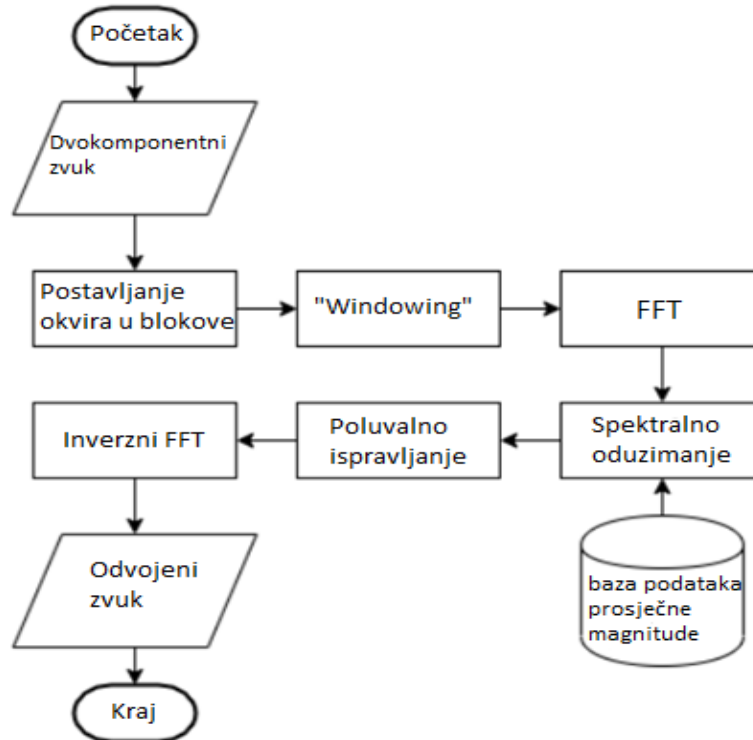 Početak
Dvokomponentni
zvuk
Postavljanje
okvira u blokove
"Windowing"
FFT
Spektralno
oduzimanje
Poluvalno
ispravljanje
Inverzni FFT
baza podataka
prosječne
magnitude
Odvojeni
zvuk
Kraj